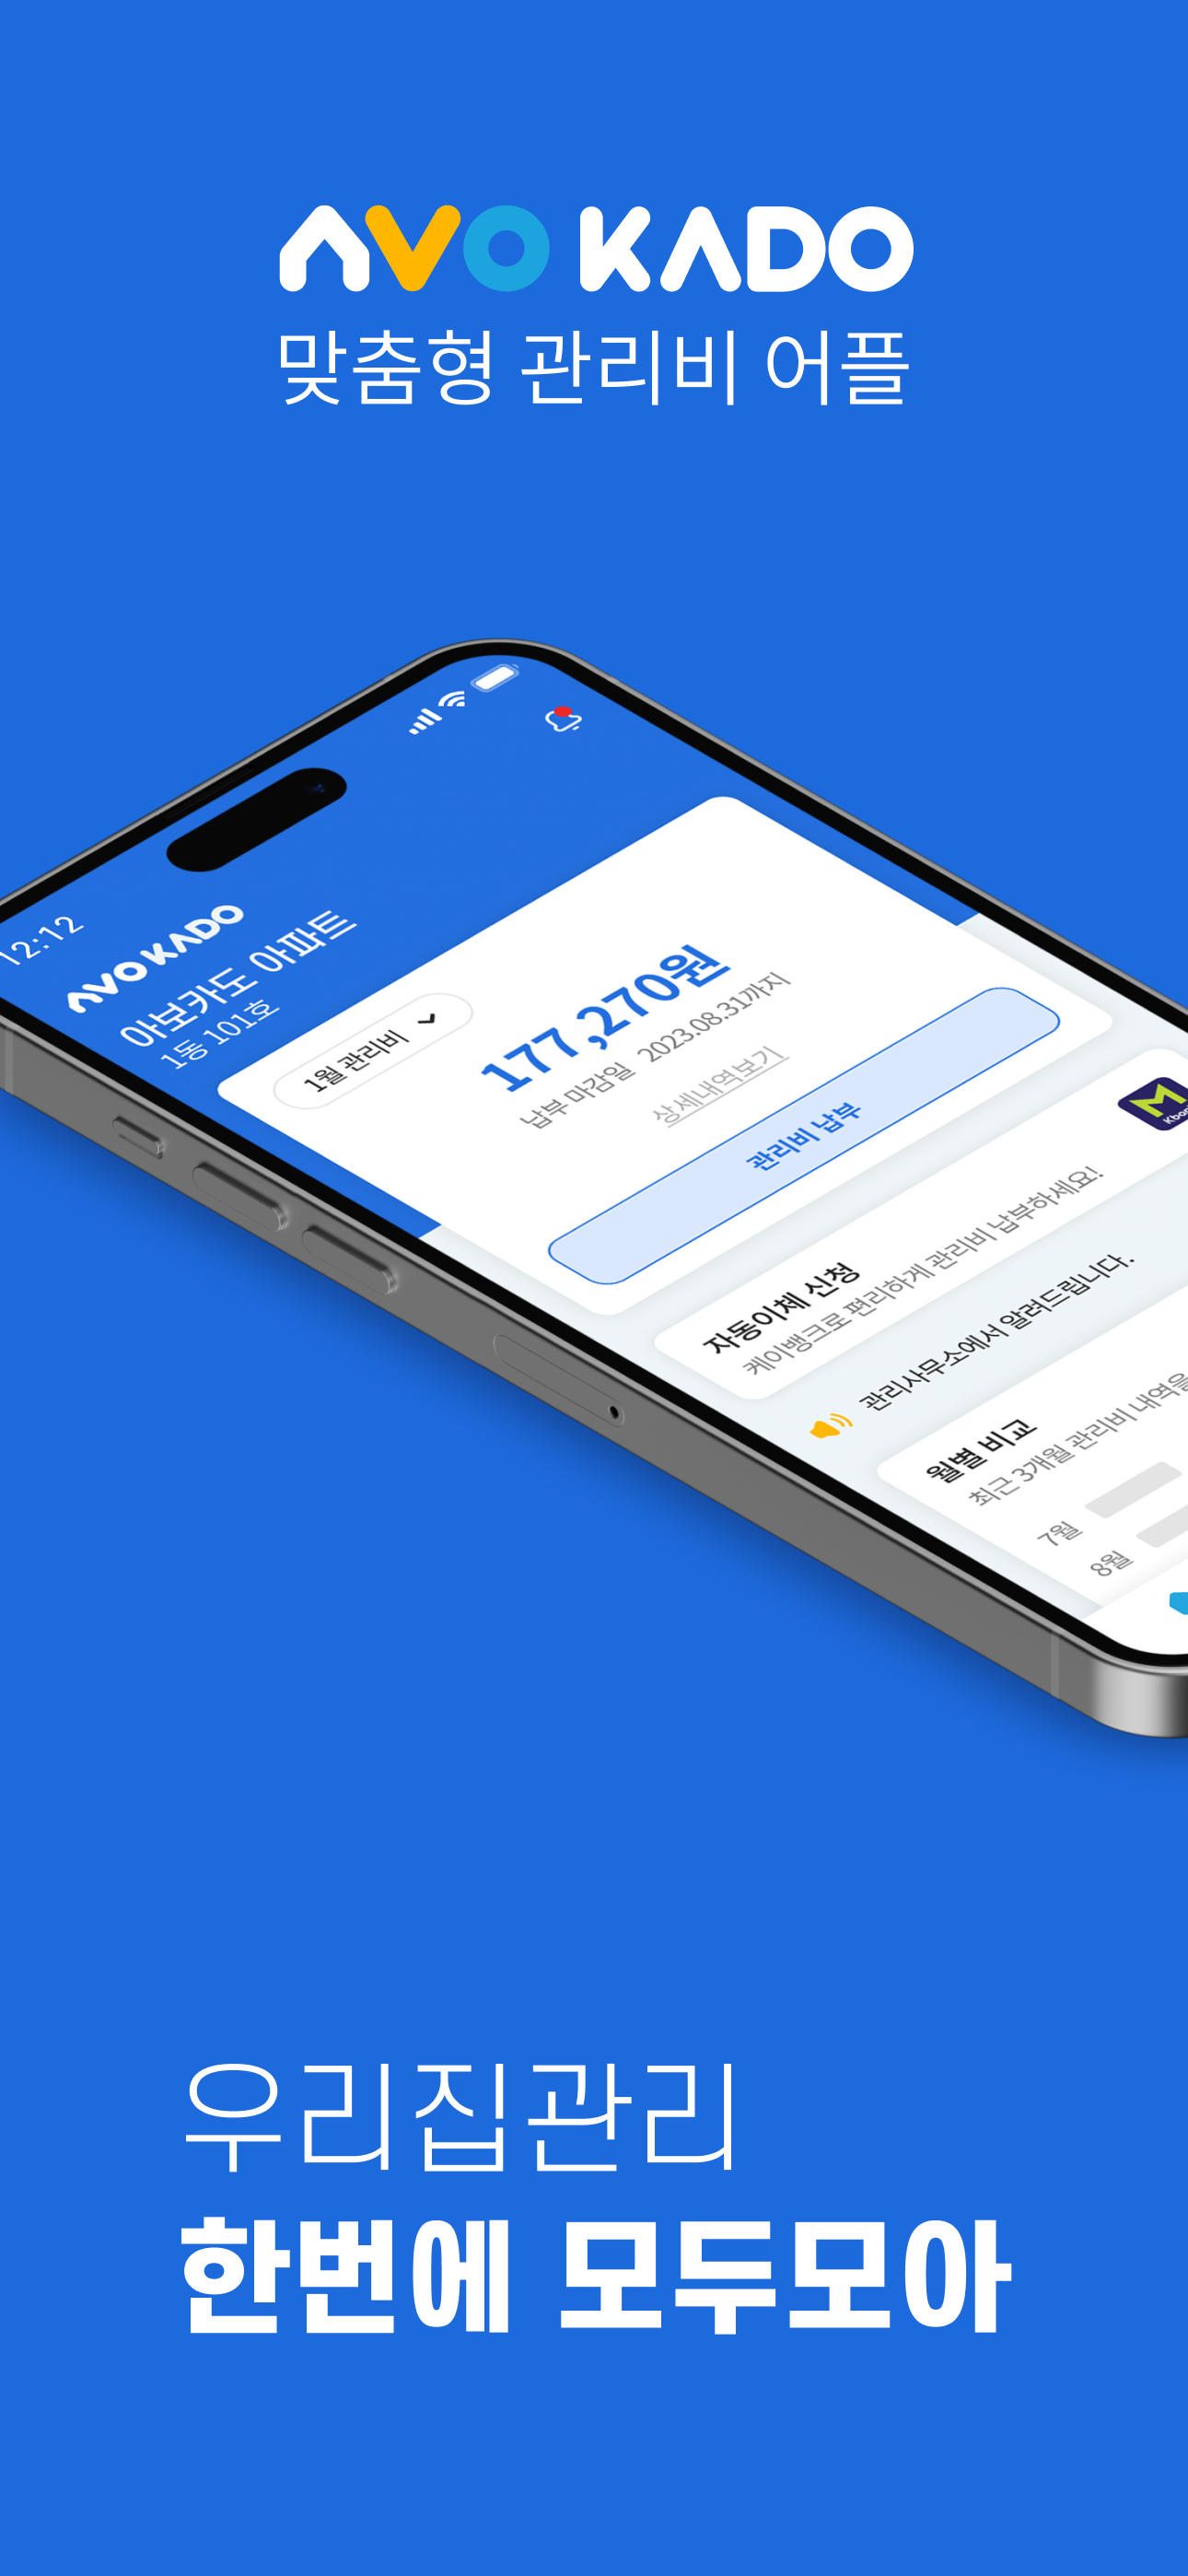 AVOKADO
맞춤형 관리비 어플
12:12
AVOKADO
아보카도 아파트
1동 101호
1월 관리비
177,270원
납부 마감일 2023.08.31까지
상세내역보기
관리비 납부
자동이체 신청
케이뱅크로 편리하게 관리비 납부하세요!
관리사무소에서 알려드립니다.
월별 비교
최근 3개월 관리비 내역을
7월
8월
우리집관리
한번에 모두모아